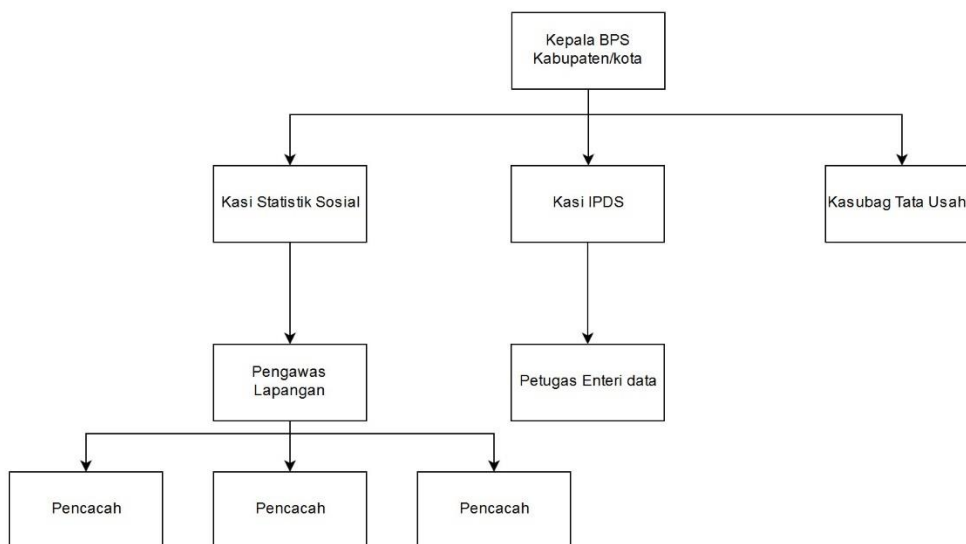 Kepala BPS
Kabupaten/kota
Kasi Statistik Sosial
Kasi IPDS
Kasubag Tata Usah
Pengawas
Lapangan
Petugas Enteri data
Pencacah
Pencacah
Pencacah